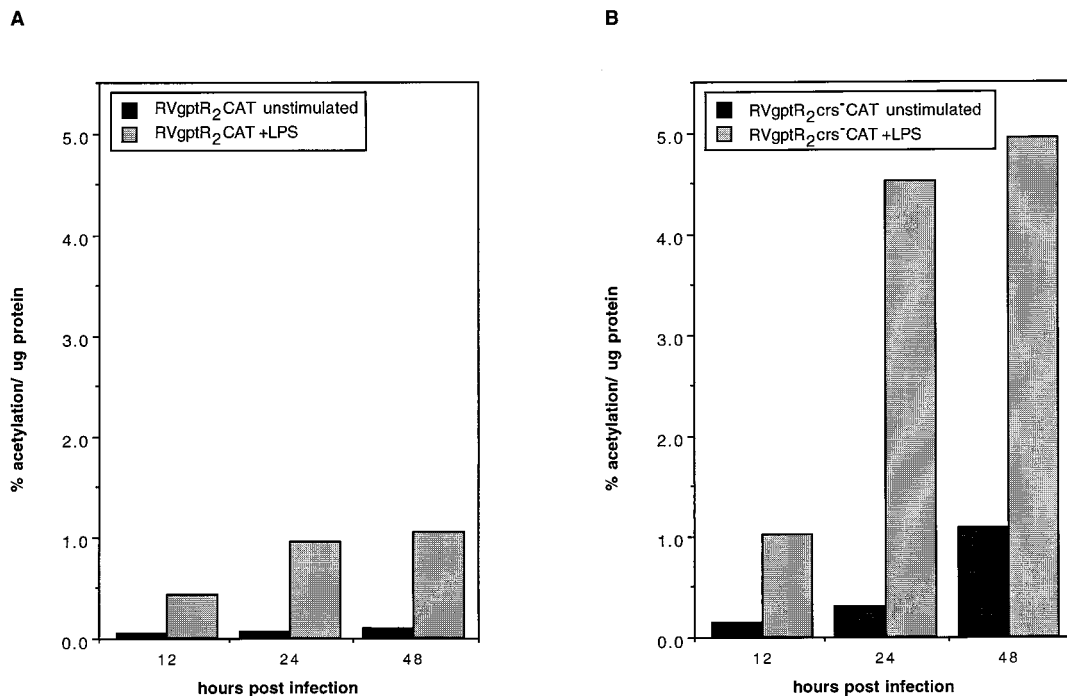 A
RVgptR2CAT unstimulated
RVgptR2CAT +LPS
5.0
4.0
3.0
2.0
1.0
0.0
% acetylation/ ug protein
12 24 48
hours post infection
B
RVgptR2crs-CAT unstimulated
RVgptR2crs-CAT +LPS
5.0
4.0
3.0
2.0
1.0
0.0
% acetylation/ ug protein
12 24 48
hours post infection